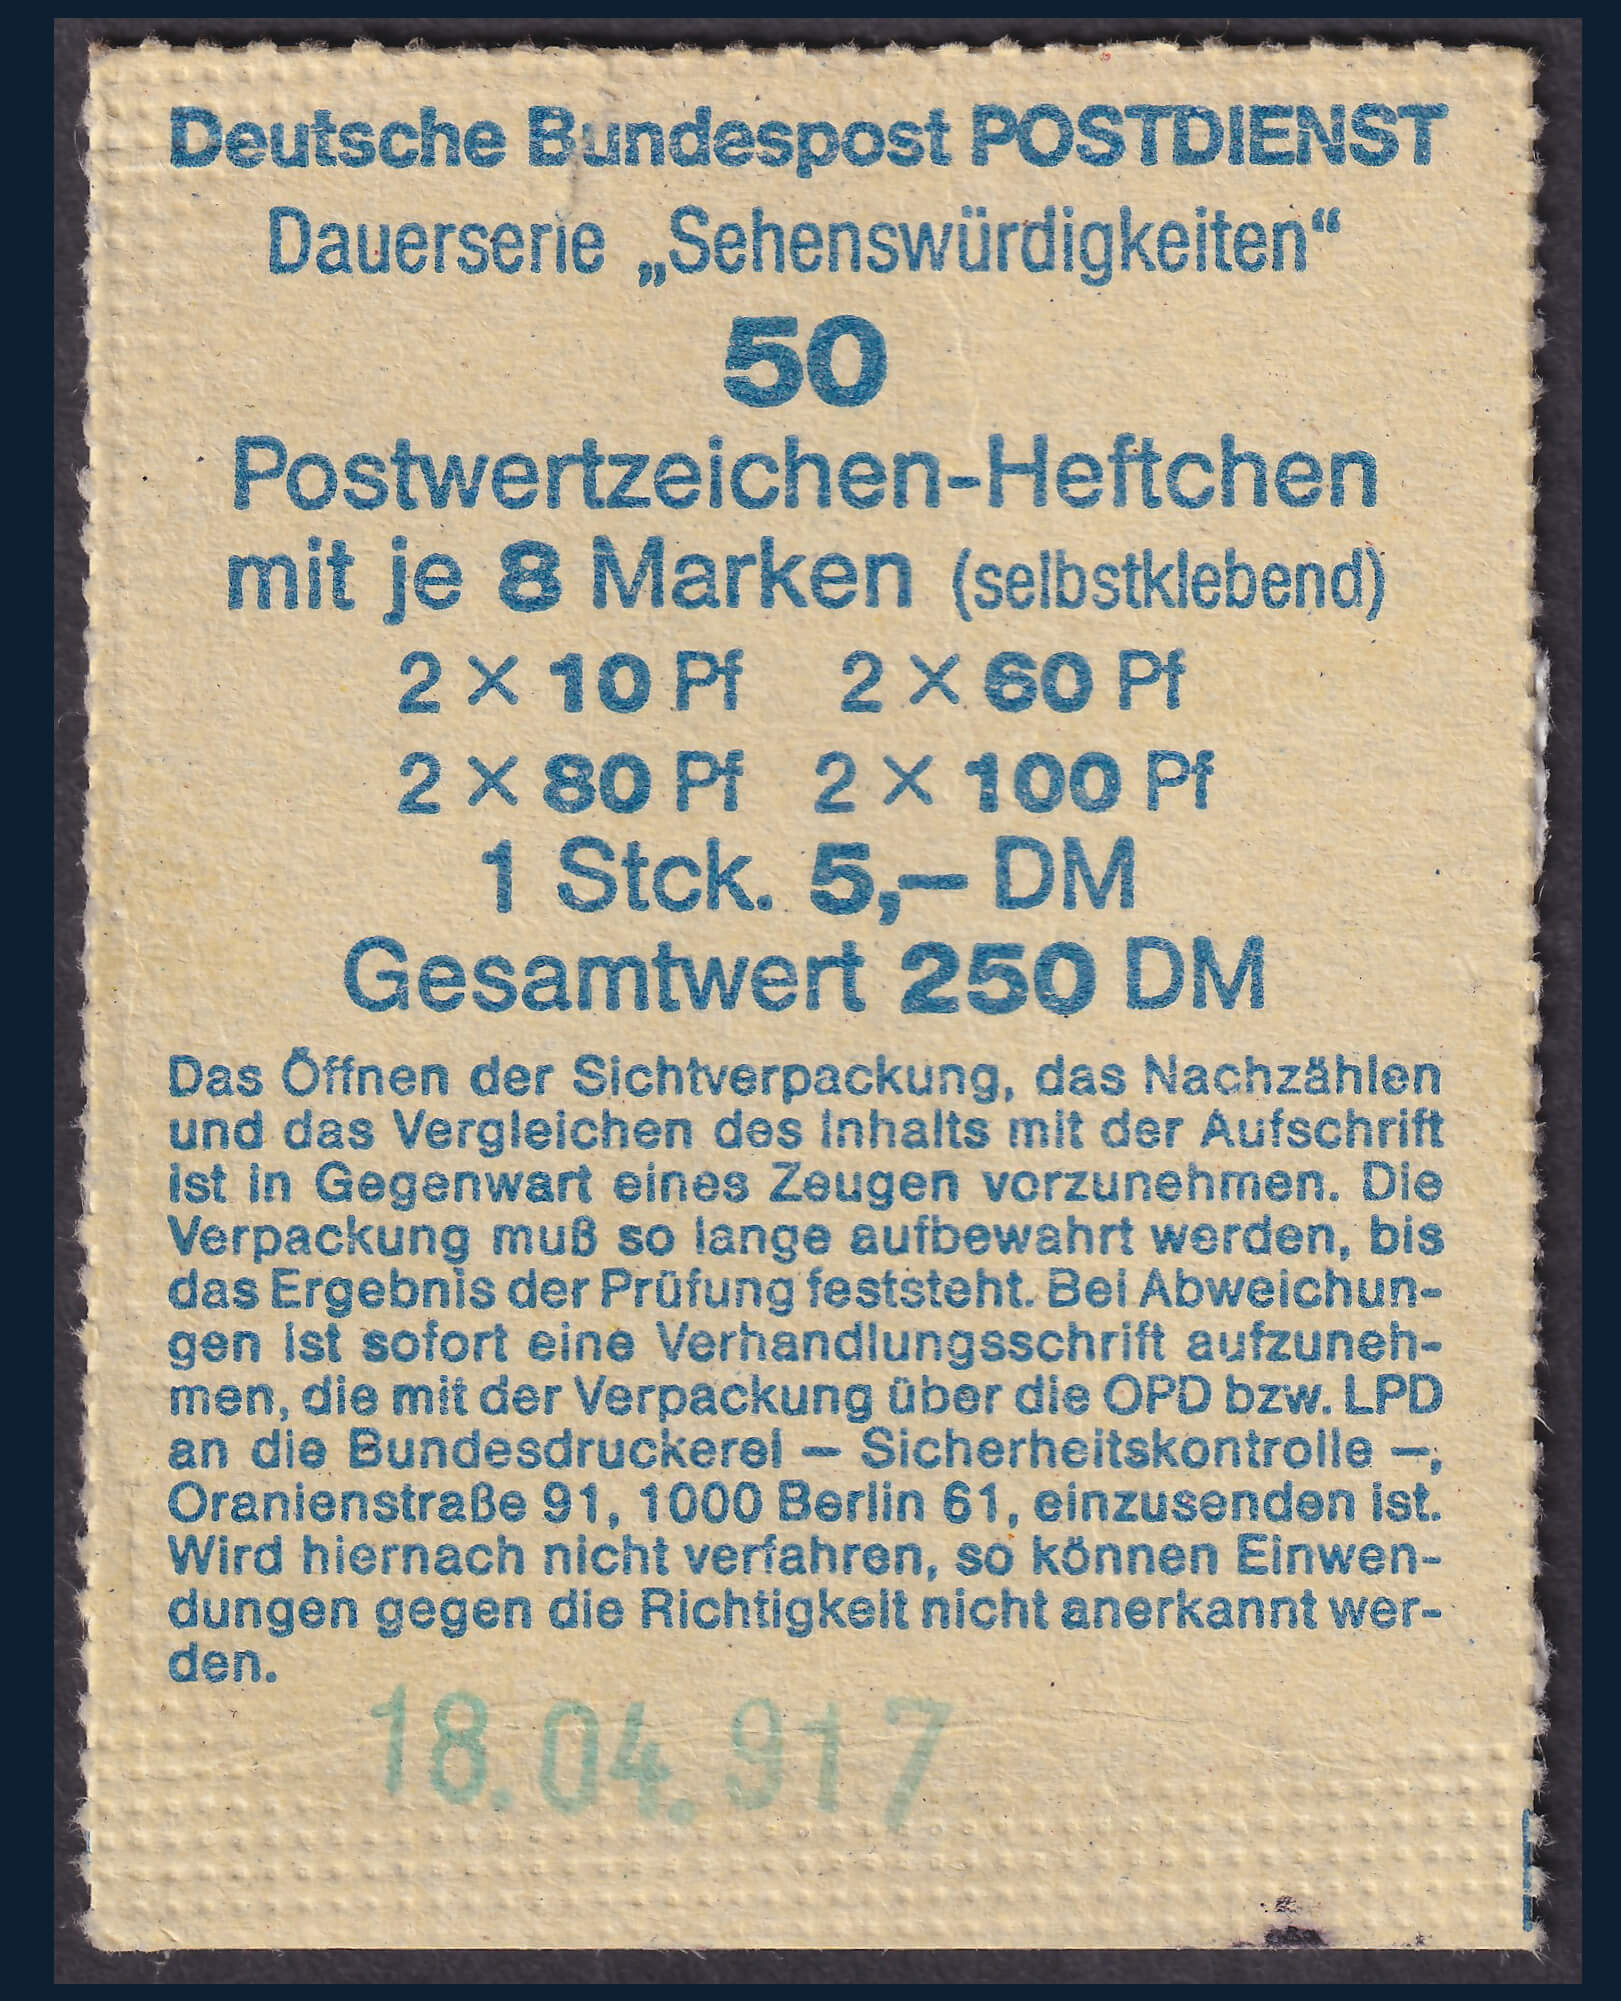 Deutsche Bundespost POSTDIENST
Dauerserie „Sehenswürdigkeiten“
50
Postwertzeichen-Heftchen
mit je 8 Marken (selbstklebend)
2 × 10 Pf 2 × 60 Pf
2 × 80 Pf 2 × 100 Pf
1 Stck. 5,– DM
Gesamtwert 250 DM
Das Öffnen der Sichtverpackung, das Nachzählen
und das Vergleichen des Inhalts mit der Aufschrift
ist in Gegenwart eines Zeugen vorzunehmen. Die
Verpackung muß so lange aufbewahrt werden, bis
das Ergebnis der Prüfung feststeht. Bei Abweichun-
gen ist sofort eine Verhandlungsschrift aufzuneh-
men, die mit der Verpackung über die OPD bzw. LPD
an die Bundesdruckerei – Sicherheitskontrolle –,
Oranienstraße 91, 1000 Berlin 61, einzusenden ist.
Wird hiernach nicht verfahren, so können Einwen-
dungen gegen die Richtigkeit nicht anerkannt wer-
den.
18.04.917